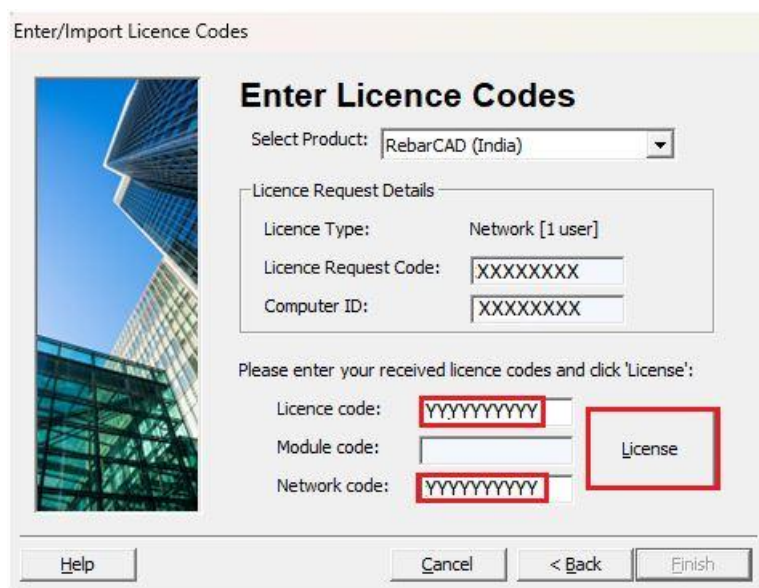 Enter/Import Licence Codes
Enter Licence Codes
Select Product: RebarCAD (India)
Licence Request Details
Licence Type: Network [1 user]
Licence Request Code: XXXXXXXX
Computer ID: XXXXXXXX
Please enter your received licence codes and click 'License':
Licence code: YYYYYYYYYY
Module code:
License
Network code: YYYYYYYYYY
Help Cancel < Back Finish